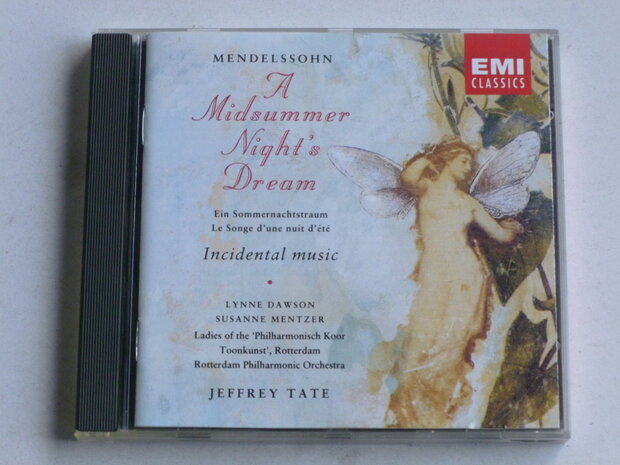 MENDELSSOHN
A
Midsummer
Night's
Dream
Ein Sommernachtstraum
Le Songe d'une nuit d'été
Incidental music
LYNNE DAWSON
SUSANNE MENTZER
Ladies of the 'Philharmonisch Koor
Toonkunst', Rotterdam
Rotterdam Philharmonic Orchestra
JEFFREY TATE
EMI
CLASSICS